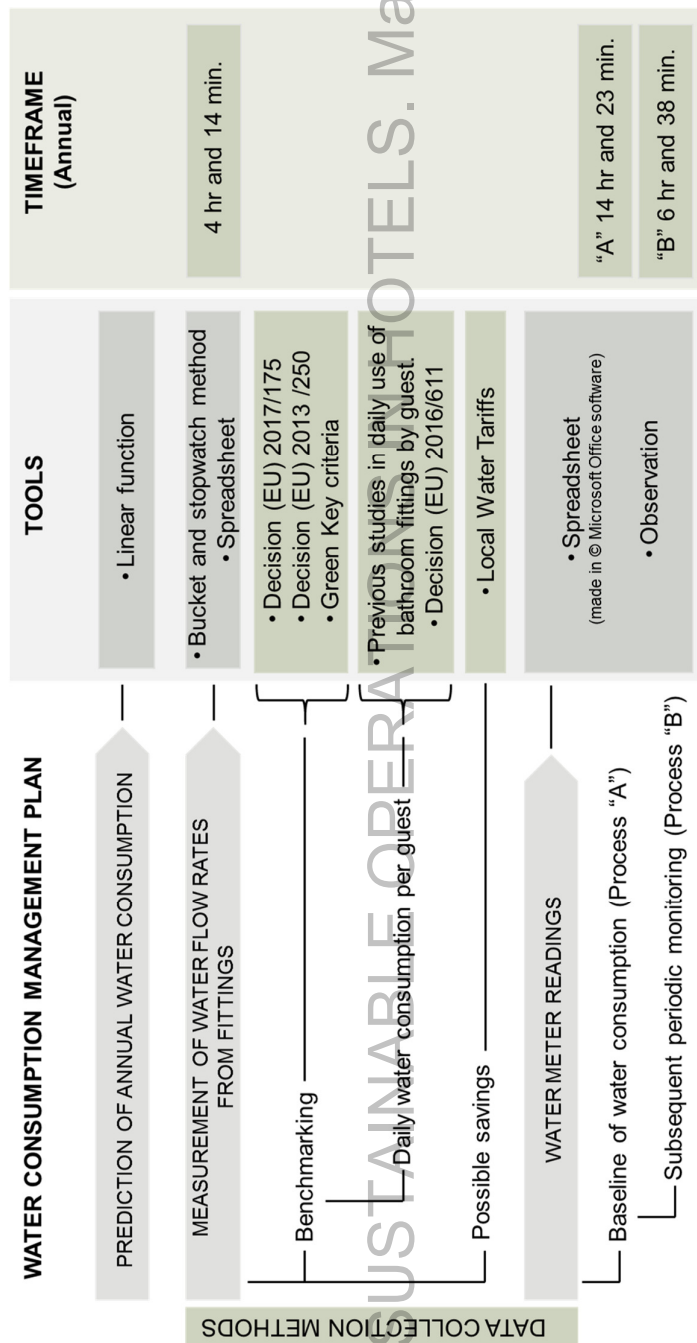 WATER CONSUMPTION MANAGEMENT PLAN
TOOLS
TIMEFRAME
(Annual)
PREDICTION OF ANNUAL WATER CONSUMPTION
• Linear function
DATA COLLECTION METHODS
MEASUREMENT OF WATER FLOW RATES
FROM FITTINGS
• Bucket and stopwatch method
• Spreadsheet
4 hr and 14 min.
Benchmarking
• Decision (EU) 2017/175
• Decision (EU) 2013 /250
• Green Key criteria
Daily water consumption per guest
• Previous studies in daily use of
bathroom fittings by guest.
• Decision (EU) 2016/611
Possible savings
• Local Water Tariffs
WATER METER READINGS
• Spreadsheet
(made in © Microsoft Office software)
• Observation
Baseline of water consumption (Process “A”)
“A” 14 hr and 23 min.
Subsequent periodic monitoring (Process “B”)
“B” 6 hr and 38 min.
SUSTAINABLE OPERATIONS IN HOTELS. Ma